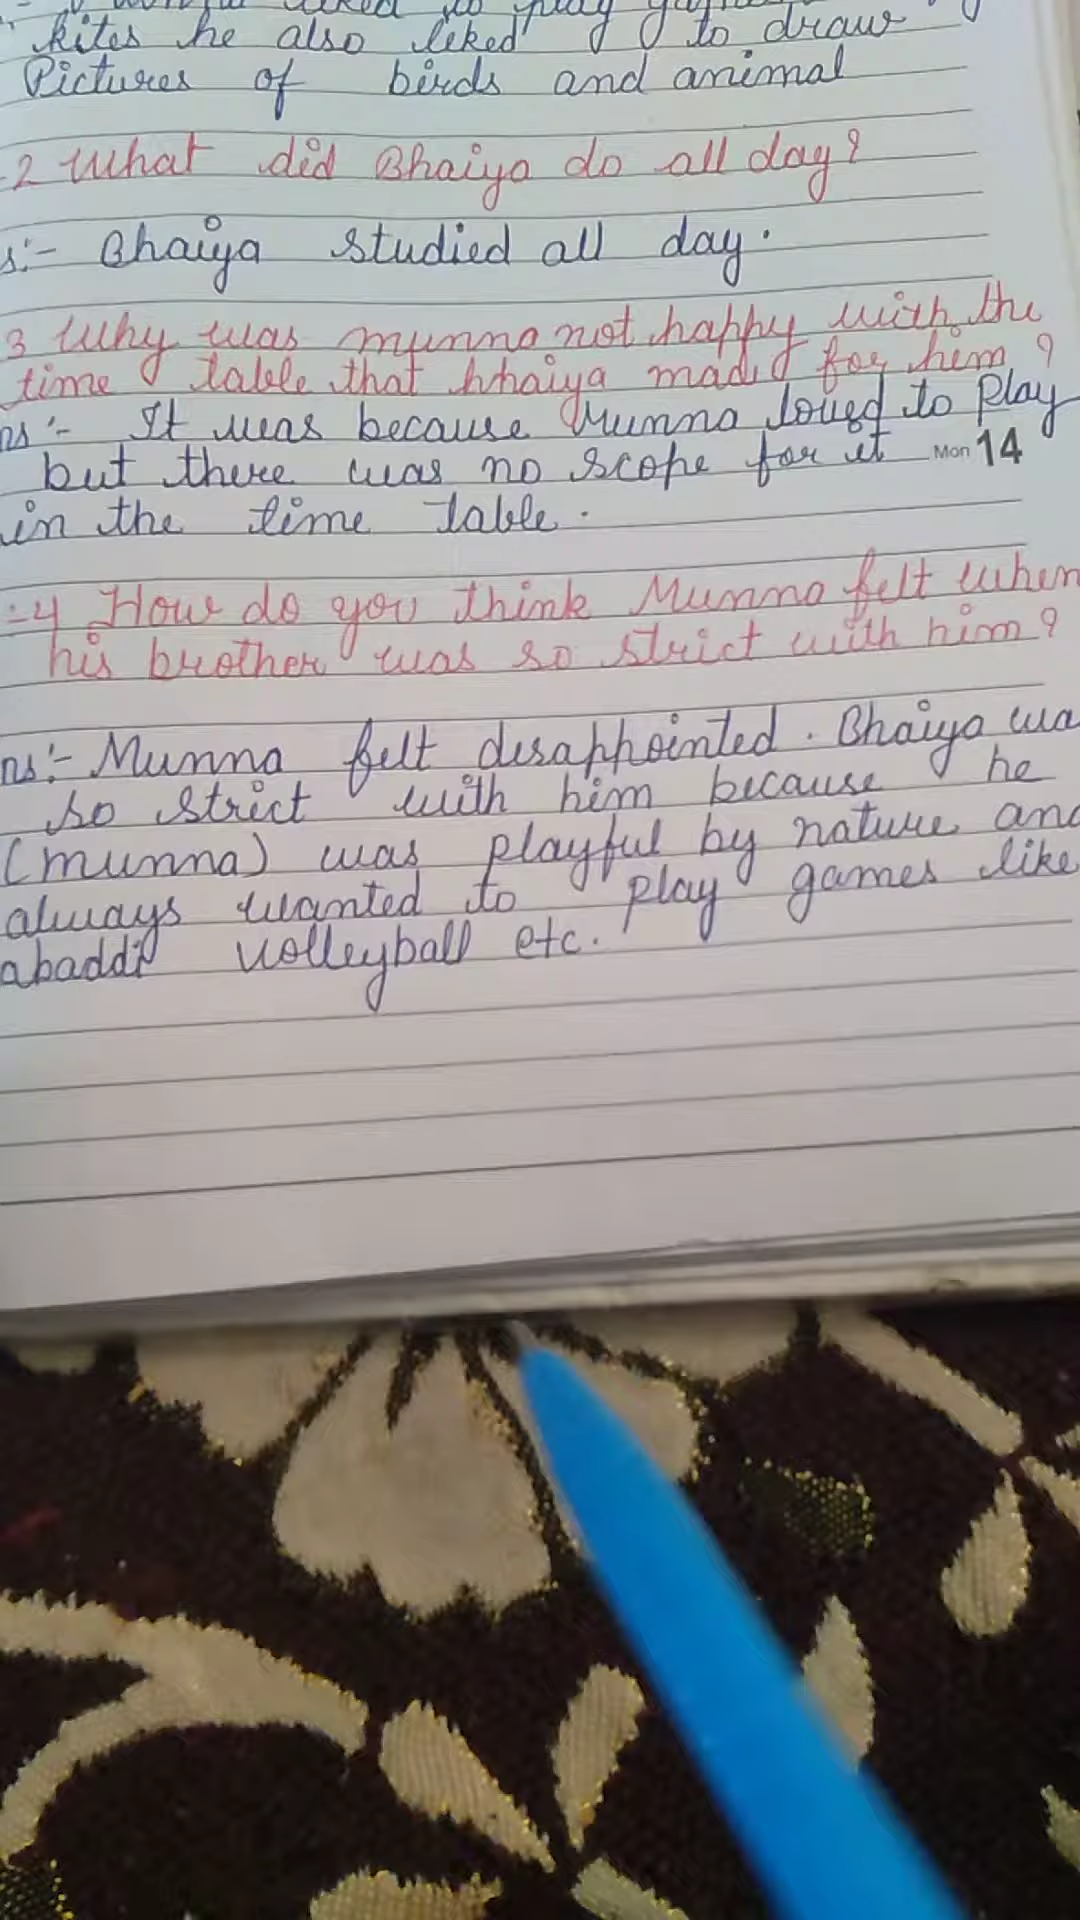 liked to play
kites he also liked to draw
Pictures of birds and animal
2 What did Bhaiya do all day?
s:- Bhaiya studied all day.
3 Why was munna not happy with the
time table that bhaiya made for him?
ns:- It was because Munna loved to Play
but there was no scope for it
Mon 14
in the time table.
-4 How do you think Munna felt when
his brother was so strict with him?
ns:- Munna felt disappointed. Bhaiya wa
so strict with him because he
(munna) was playful by nature and
always wanted to play games like
abaddi volleyball etc.